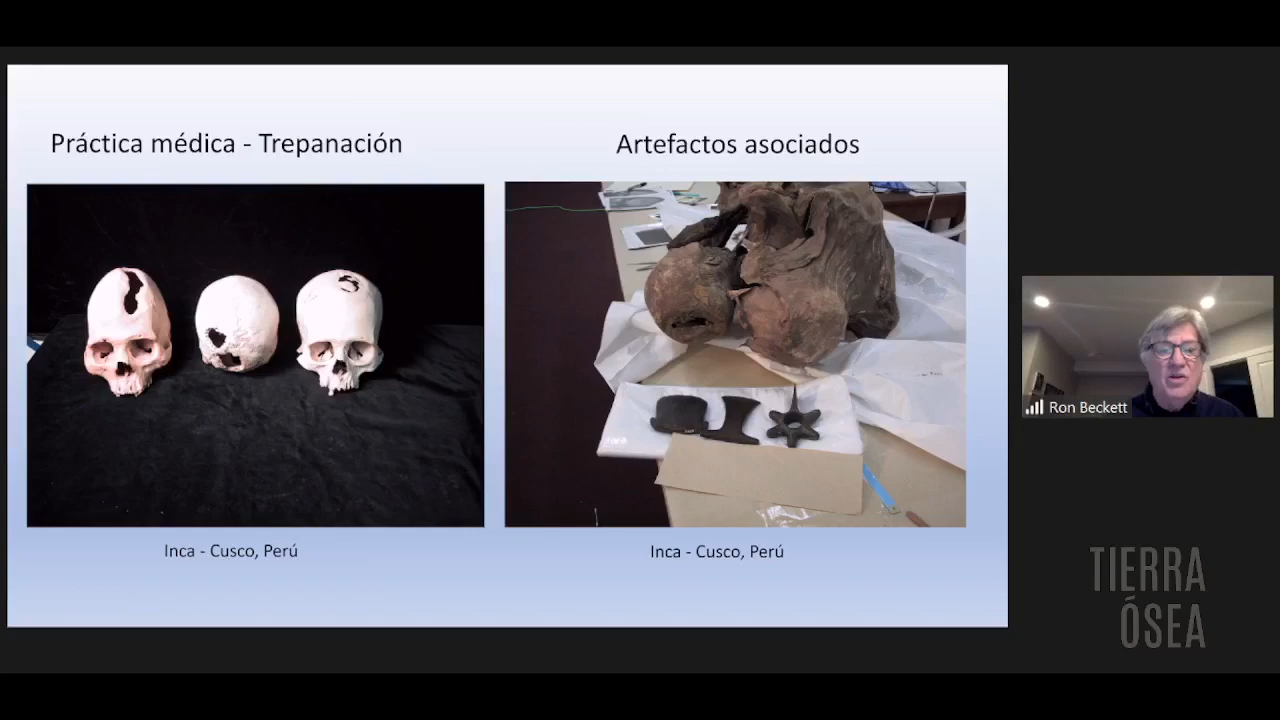 Práctica médica - Trepanación
Artefactos asociados
Inca - Cusco, Perú
Inca - Cusco, Perú
Ron Beckett
TIERRA
ÓSEA